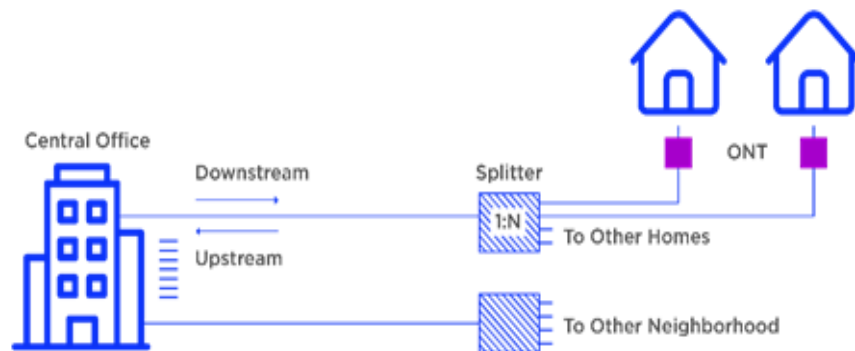 Central Office
Downstream
Upstream
Splitter
1:N
ONT
To Other Homes
To Other Neighborhood